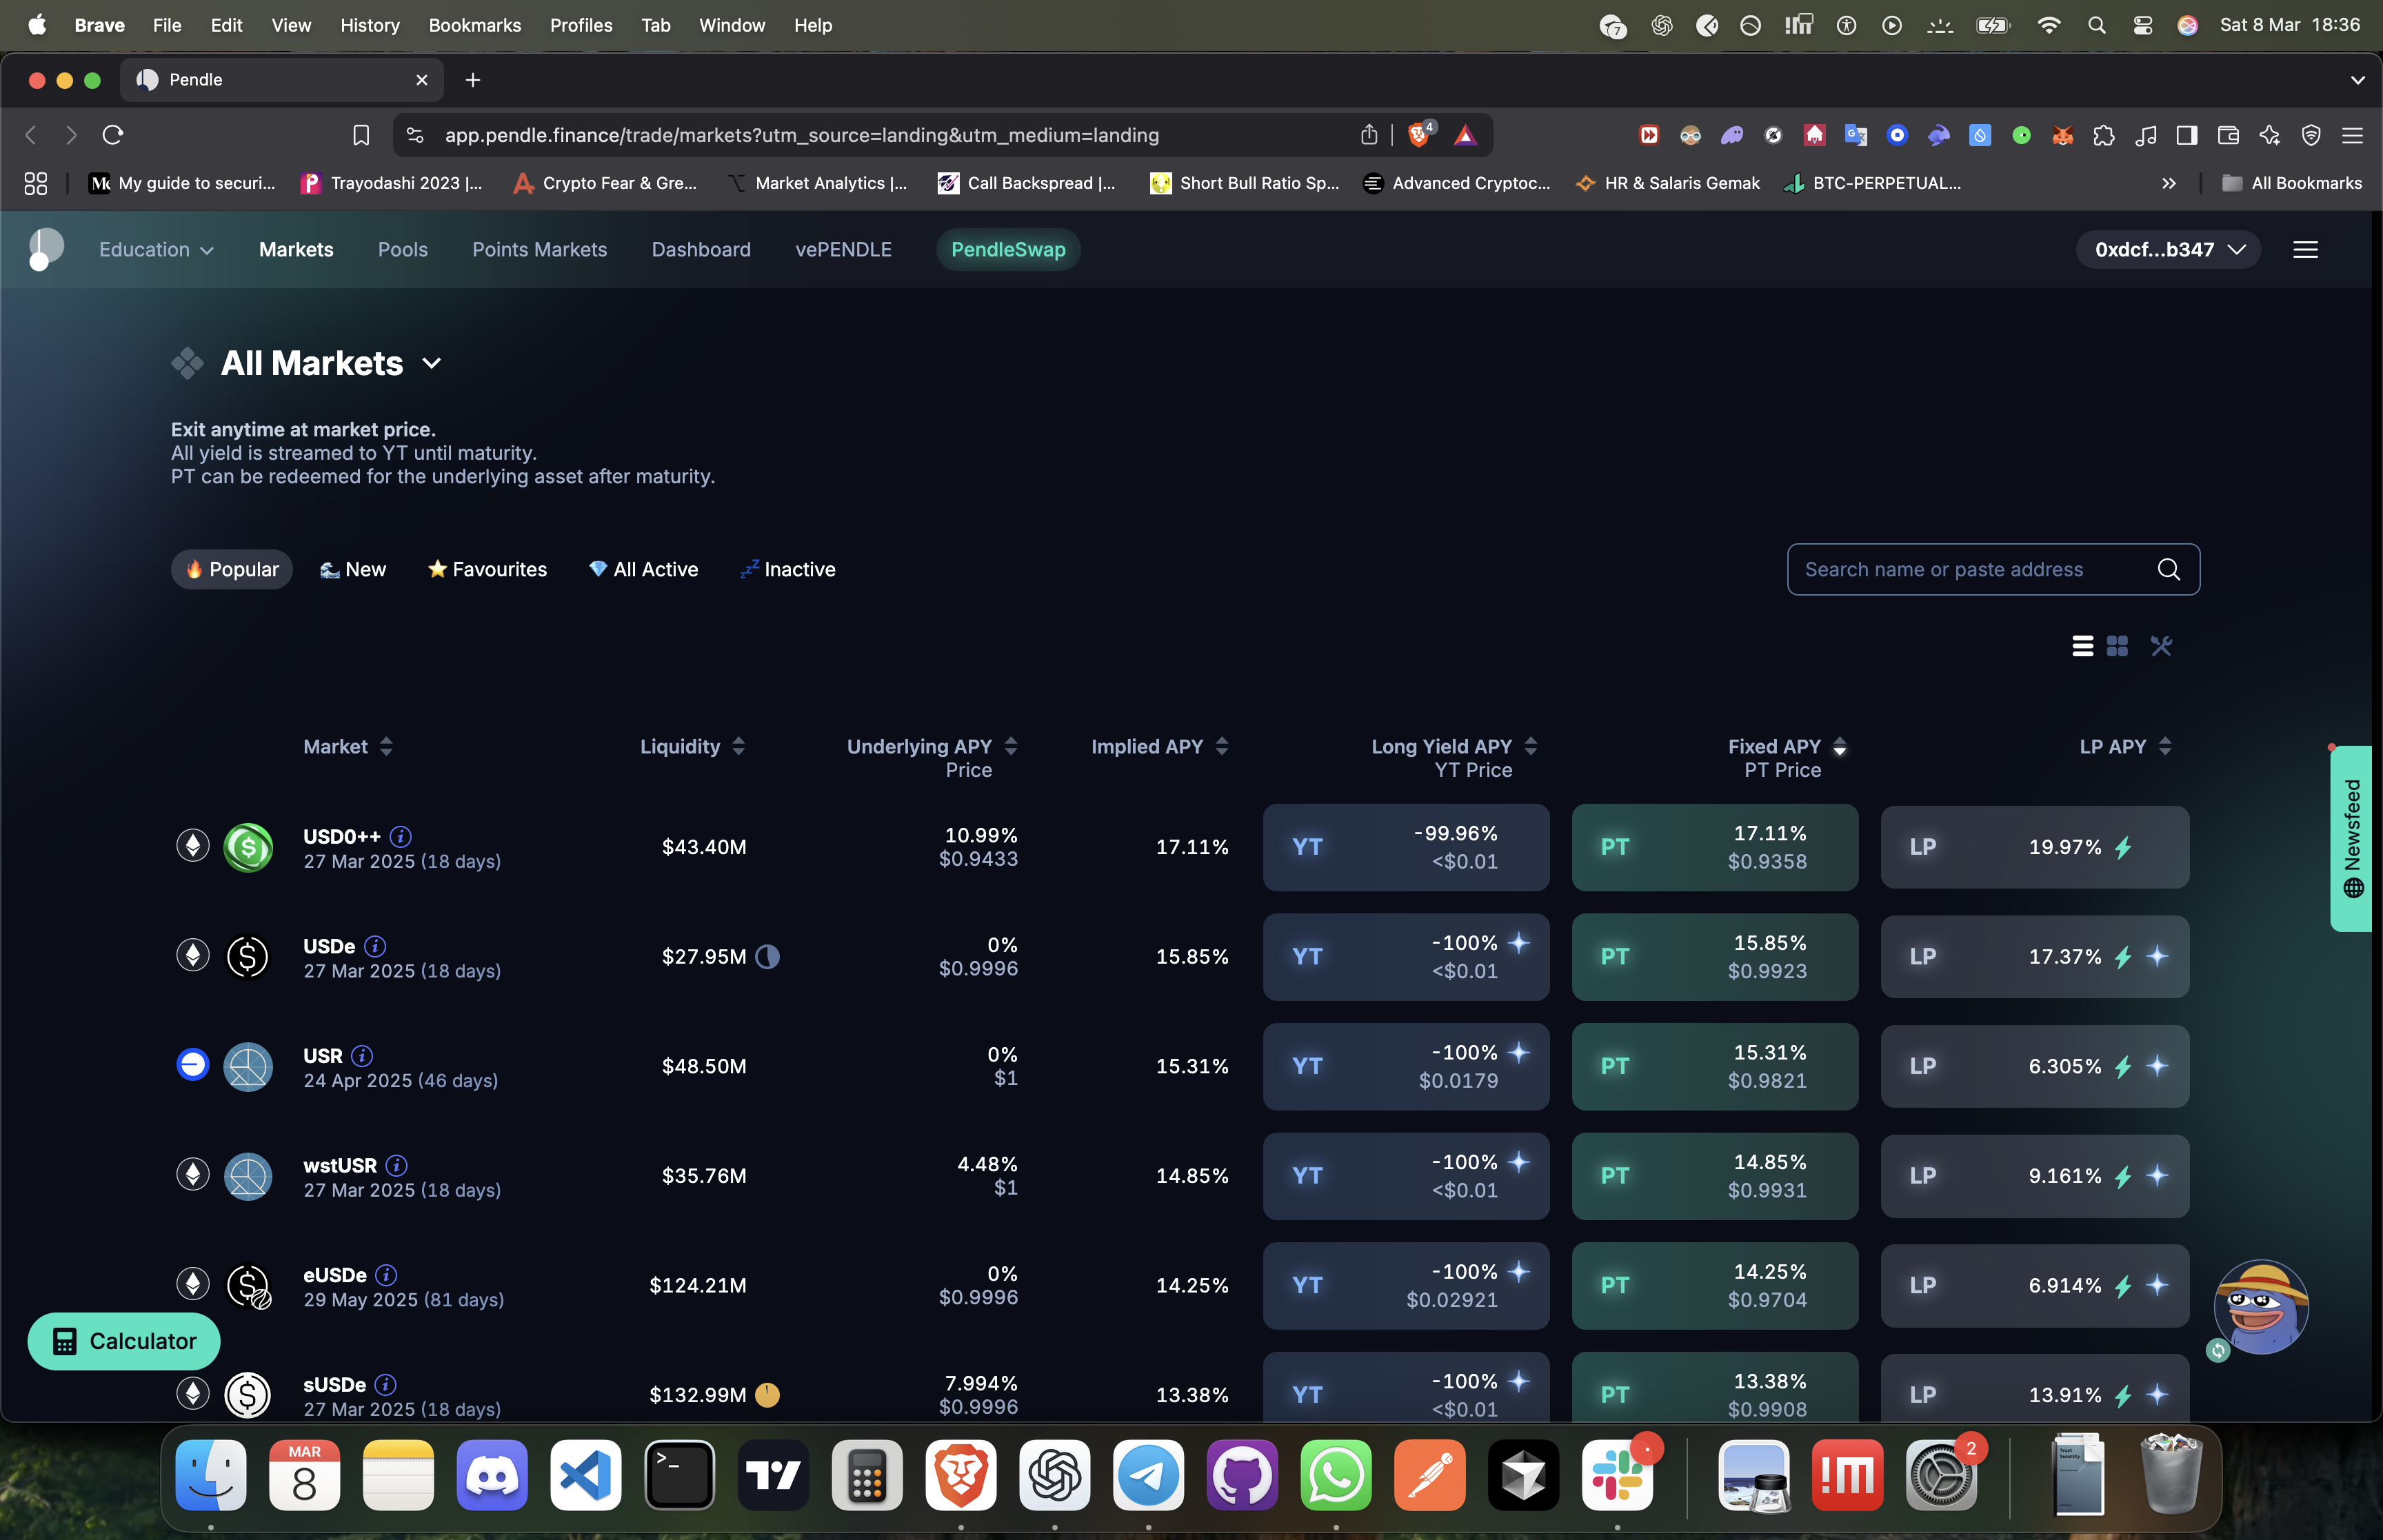 Brave File Edit View History Bookmarks Profiles Tab Window Help 7 Sat 8 Mar 18:36
Pendle
app.pendle.finance/trade/markets?utm_source=landing&utm_medium=landing 4
My guide to securi... Trayodashi 2023 |... Crypto Fear & Gre... Market Analytics |... Call Backspread |... Short Bull Ratio Sp... Advanced Cryptoc... HR & Salaris Gemak BTC-PERPETUAL... All Bookmarks
Education Markets Pools Points Markets Dashboard vePENDLE PendleSwap 0xdcf...b347
All Markets
Exit anytime at market price.
All yield is streamed to YT until maturity.
PT can be redeemed for the underlying asset after maturity.
Popular New Favourites All Active Inactive Search name or paste address
Market Liquidity Underlying APY Implied APY Long Yield APY Fixed APY LP APY
Price YT Price PT Price
Newsfeed
USD0++ 10.99% -99.96% 17.11%
$43.40M 17.11% YT PT LP 19.97%
27 Mar 2025 (18 days) $0.9433 <$0.01 $0.9358
USDe 0% -100% 15.85%
$27.95M 15.85% YT PT LP 17.37%
27 Mar 2025 (18 days) $0.9996 <$0.01 $0.9923
USR 0% -100% 15.31%
$48.50M 15.31% YT PT LP 6.305%
24 Apr 2025 (46 days) $1 $0.0179 $0.9821
wstUSR 4.48% -100% 14.85%
$35.76M 14.85% YT PT LP 9.161%
27 Mar 2025 (18 days) $1 <$0.01 $0.9931
eUSDe 0% -100% 14.25%
$124.21M 14.25% YT PT LP 6.914%
29 May 2025 (81 days) $0.9996 $0.02921 $0.9704
Calculator
sUSDe 7.994% -100% 13.38%
$132.99M 13.38% YT PT LP 13.91%
27 Mar 2025 (18 days) $0.9996 <$0.01 $0.9908
MAR
8
2